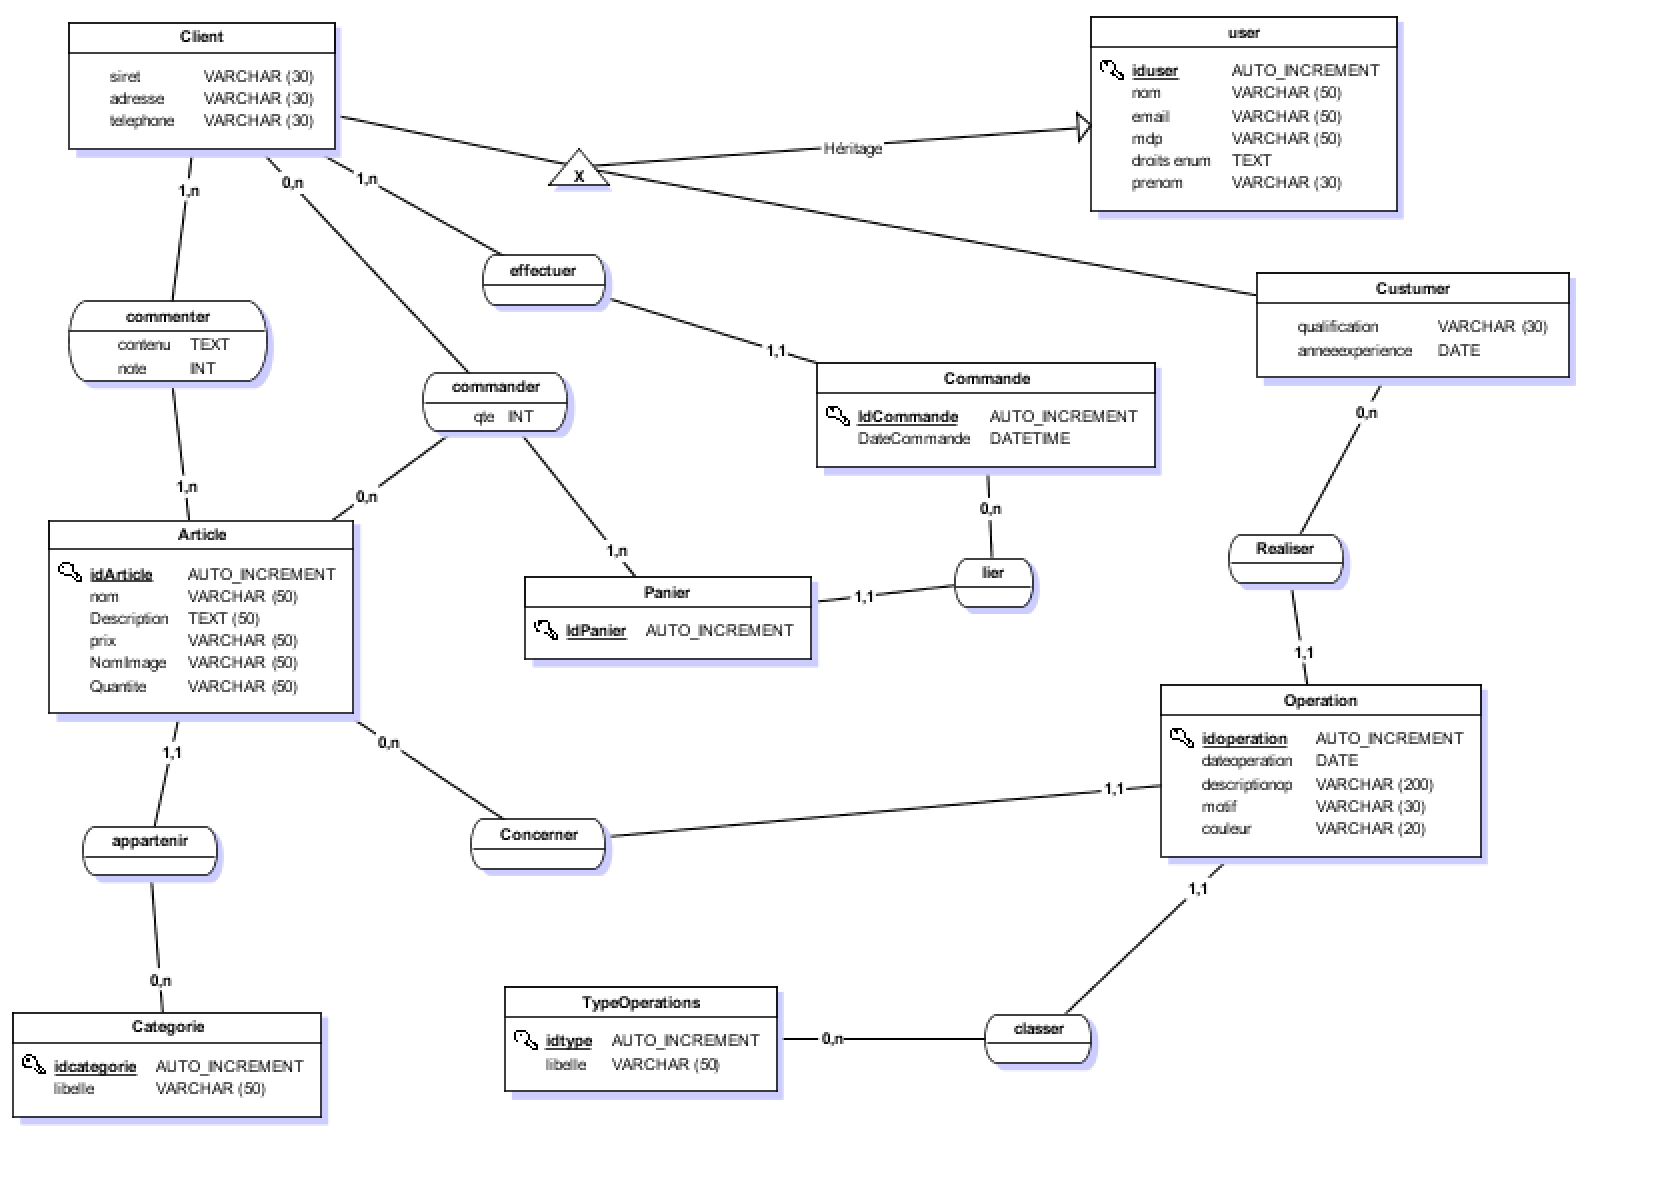 Client
siret VARCHAR (30)
adresse VARCHAR (30)
telephone VARCHAR (30)
user
iduser AUTO_INCREMENT
nom VARCHAR (50)
email VARCHAR (50)
mdp VARCHAR (50)
droits enum TEXT
prenom VARCHAR (30)
Héritage
X
1,n
0,n
1,n
effectuer
1,1
commenter
contenu TEXT
note INT
1,n
commander
qte INT
0,n
1,n
Custumer
qualification VARCHAR (30)
anneeexperience DATE
0,n
Commande
IdCommande AUTO_INCREMENT
DateCommande DATETIME
0,n
lier
1,1
Realiser
1,1
Article
idArticle AUTO_INCREMENT
nom VARCHAR (50)
Description TEXT (50)
prix VARCHAR (50)
NomImage VARCHAR (50)
Quantite VARCHAR (50)
Panier
IdPanier AUTO_INCREMENT
Operation
idoperation AUTO_INCREMENT
dateoperation DATE
descriptionop VARCHAR (200)
motif VARCHAR (30)
couleur VARCHAR (20)
1,1
0,n
1,1
appartenir
Concerner
1,1
0,n
Categorie
idcategorie AUTO_INCREMENT
libelle VARCHAR (50)
TypeOperations
idtype AUTO_INCREMENT
libelle VARCHAR (50)
0,n
classer